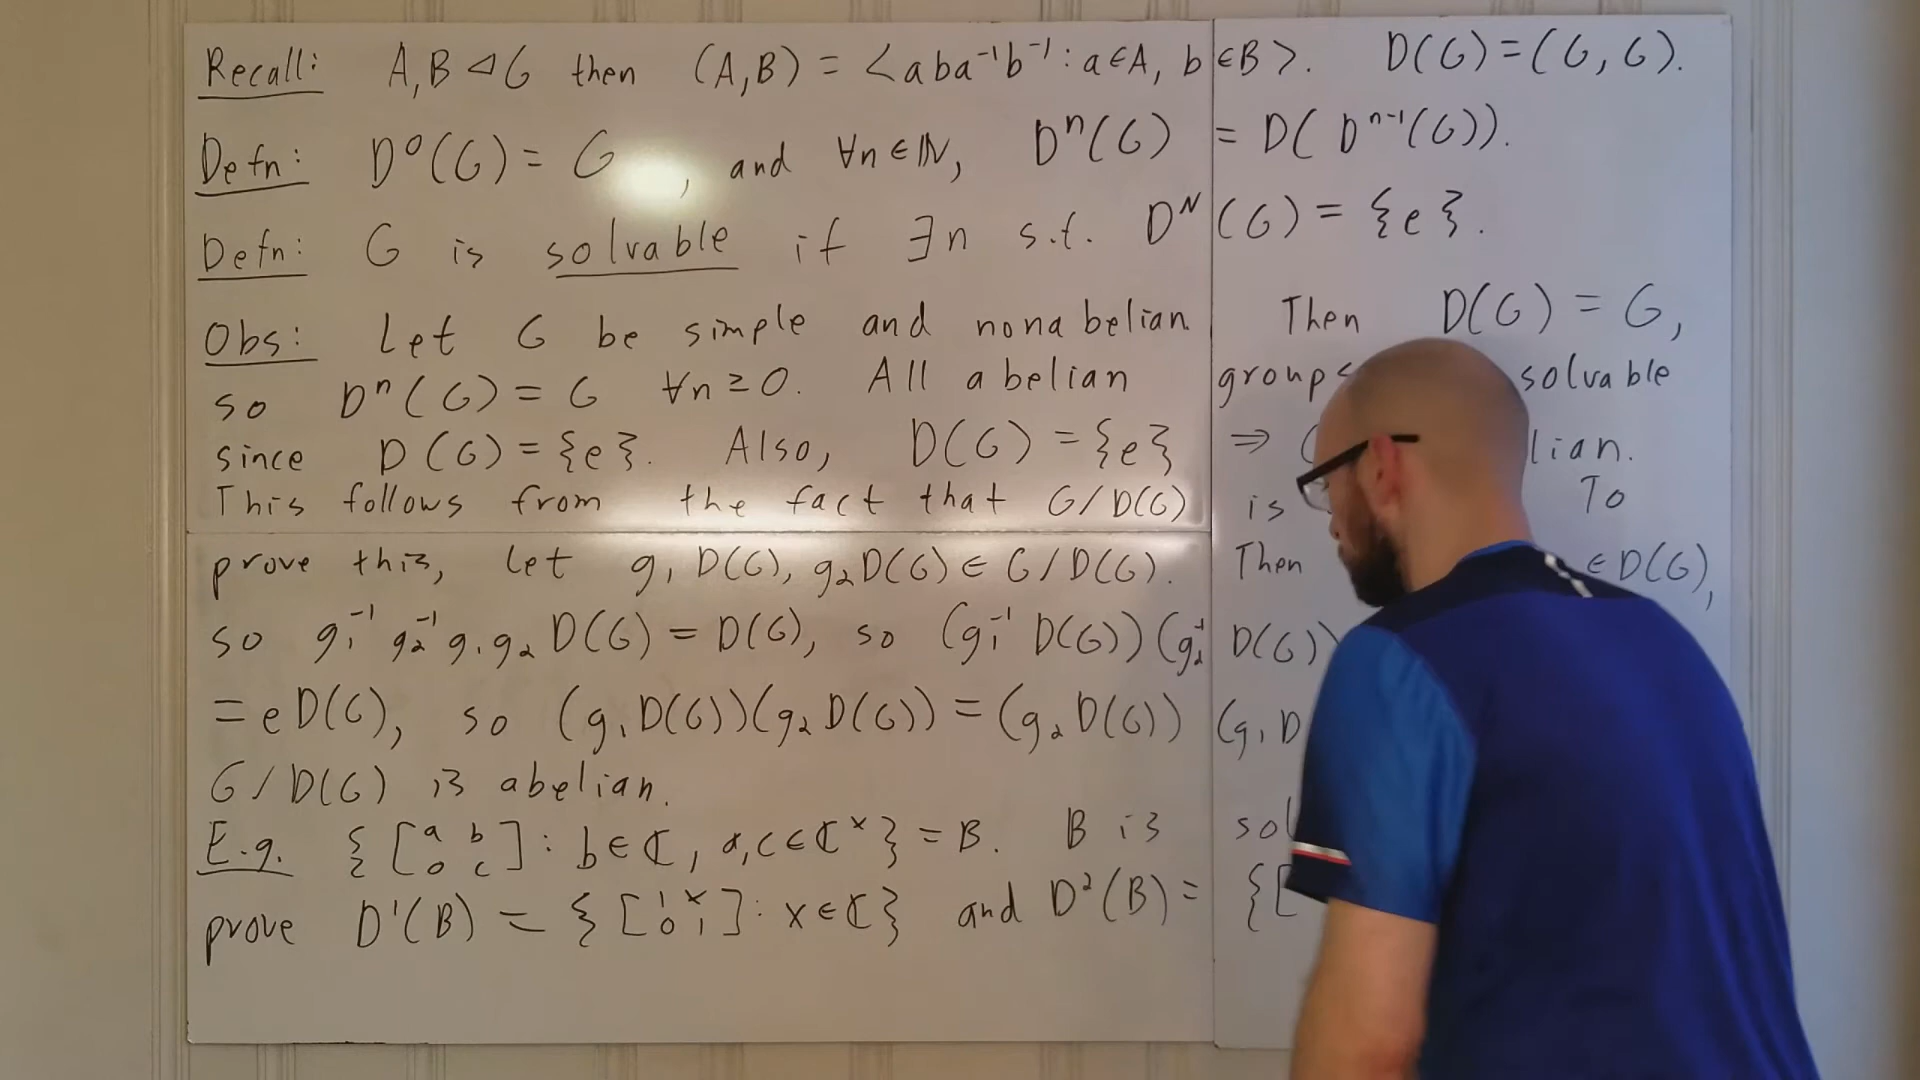 Recall: A, B ⊲ G then (A,B) = <aba⁻¹b⁻¹ : a∈A, b∈B>. D(G)=(G,G).
Defn: D⁰(G) = G, and ∀n∈ℕ, Dⁿ(G) = D(Dⁿ⁻¹(G)).
Defn: G is solvable if ∃n s.t. Dᴺ(G) = {e}.
Obs: Let G be simple and nonabelian Then D(G) = G,
so Dⁿ(G) = G ∀n≥0. All abelian groups solvable
since D(G) = {e}. Also, D(G) = {e} ⇒ lian.
This follows from the fact that G/D(G) is To
prove this, let g₁D(G), g₂D(G) ∈ G/D(G). Then ∈D(G),
so g₁⁻¹g₂⁻¹g₁g₂D(G) = D(G), so (g₁⁻¹D(G))(g₂⁻¹D(G))
= eD(G), so (g₁D(G))(g₂D(G)) = (g₂D(G)) (g₁D
G/D(G) is abelian.
E.g. {[a b; 0 c] : b∈ℂ, a,c∈ℂˣ} = B. B is sol
prove D¹(B) = {[1 x; 0 1] : x∈ℂ} and D²(B) = {[